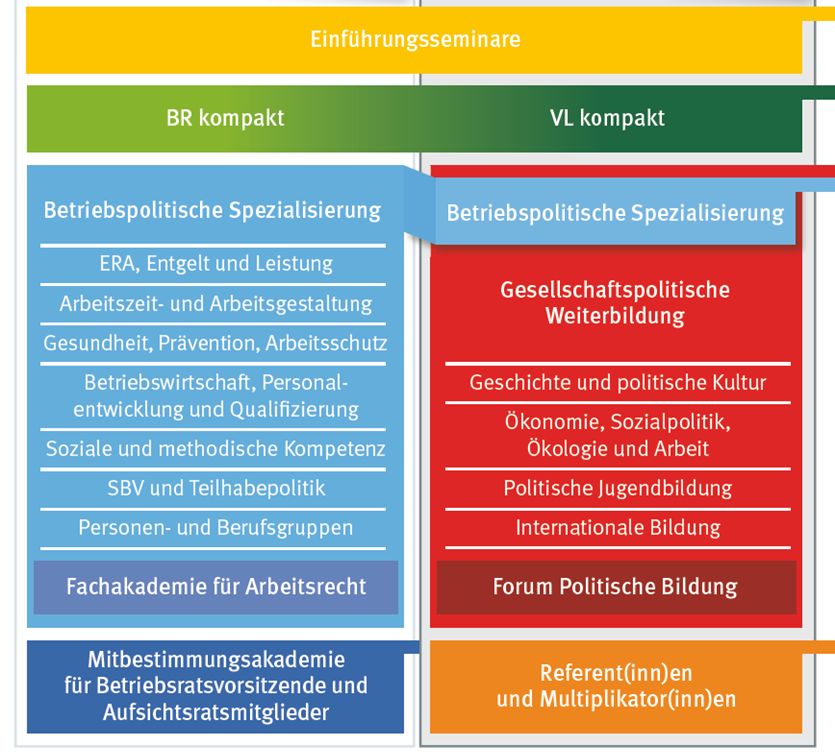 Einführungsseminare
BR kompakt
VL kompakt
Betriebspolitische Spezialisierung
ERA, Entgelt und Leistung
Arbeitszeit- und Arbeitsgestaltung
Gesundheit, Prävention, Arbeitsschutz
Betriebswirtschaft, Personal-
entwicklung und Qualifizierung
Soziale und methodische Kompetenz
SBV und Teilhabepolitik
Personen- und Berufsgruppen
Fachakademie für Arbeitsrecht
Betriebspolitische Spezialisierung
Gesellschaftspolitische
Weiterbildung
Geschichte und politische Kultur
Ökonomie, Sozialpolitik,
Ökologie und Arbeit
Politische Jugendbildung
Internationale Bildung
Forum Politische Bildung
Mitbestimmungsakademie
für Betriebsratsvorsitzende und
Aufsichtsratsmitglieder
Referent(inn)en
und Multiplikator(inn)en